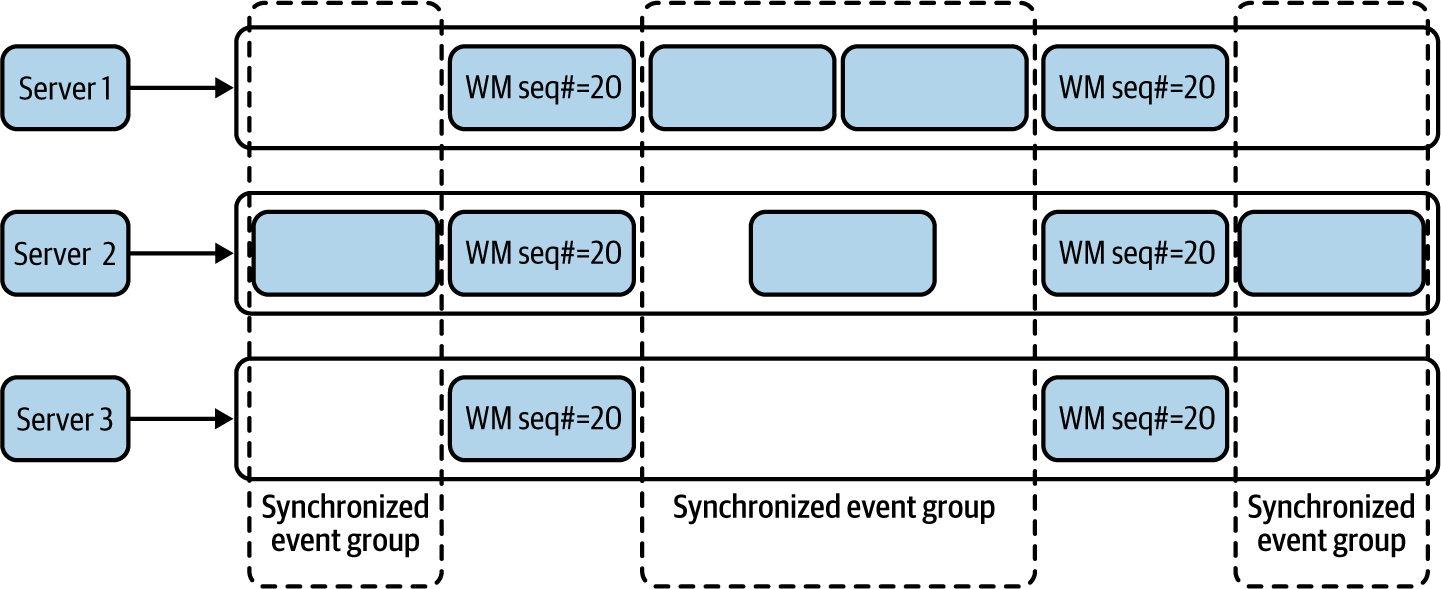 Server 1
WM seq#=20
WM seq#=20
Server 2
WM seq#=20
WM seq#=20
Server 3
WM seq#=20
WM seq#=20
Synchronized
event group
Synchronized event group
Synchronized
event group